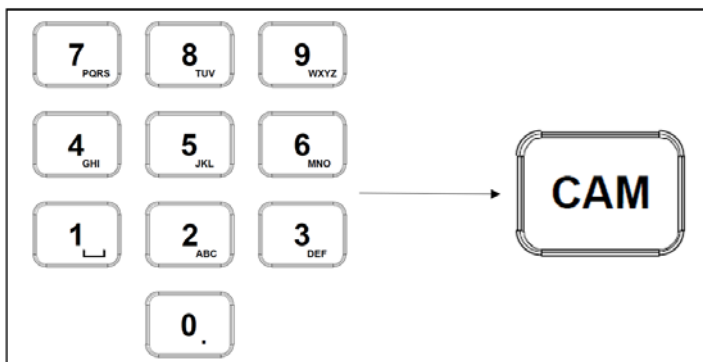 7 PQRS 8 TUV 9 WXYZ
4 GHI 5 JKL 6 MNO
CAM
1 ␣ 2 ABC 3 DEF
0 .